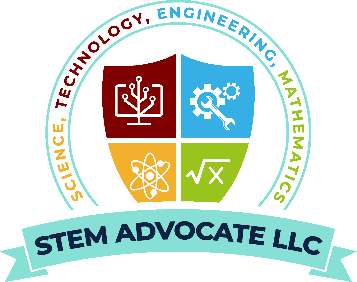 SCIENCE, TECHNOLOGY, ENGINEERING, MATHEMATICS
√x
STEM ADVOCATE LLC